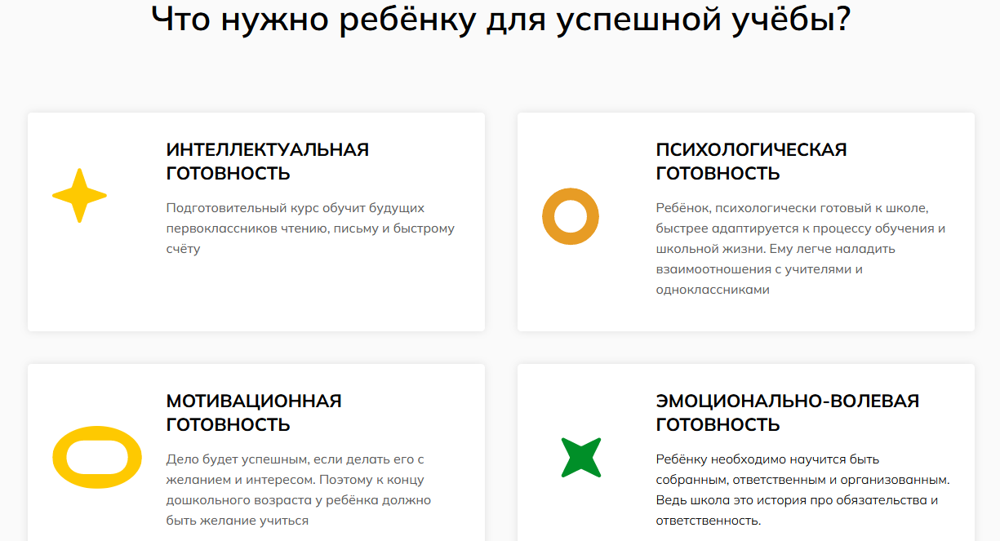 Что нужно ребёнку для успешной учёбы?
ИНТЕЛЛЕКТУАЛЬНАЯ
ГОТОВНОСТЬ
Подготовительный курс обучит будущих
первоклассников чтению, письму и быстрому
счёту
ПСИХОЛОГИЧЕСКАЯ
ГОТОВНОСТЬ
Ребёнок, психологически готовый к школе,
быстрее адаптируется к процессу обучения и
школьной жизни. Ему легче наладить
взаимоотношения с учителями и
одноклассниками
МОТИВАЦИОННАЯ
ГОТОВНОСТЬ
Дело будет успешным, если делать его с
желанием и интересом. Поэтому к концу
дошкольного возраста у ребёнка должно
быть желание учиться
ЭМОЦИОНАЛЬНО-ВОЛЕВАЯ
ГОТОВНОСТЬ
Ребёнку необходимо научится быть
собранным, ответственным и организованным.
Ведь школа это история про обязательства и
ответственность.